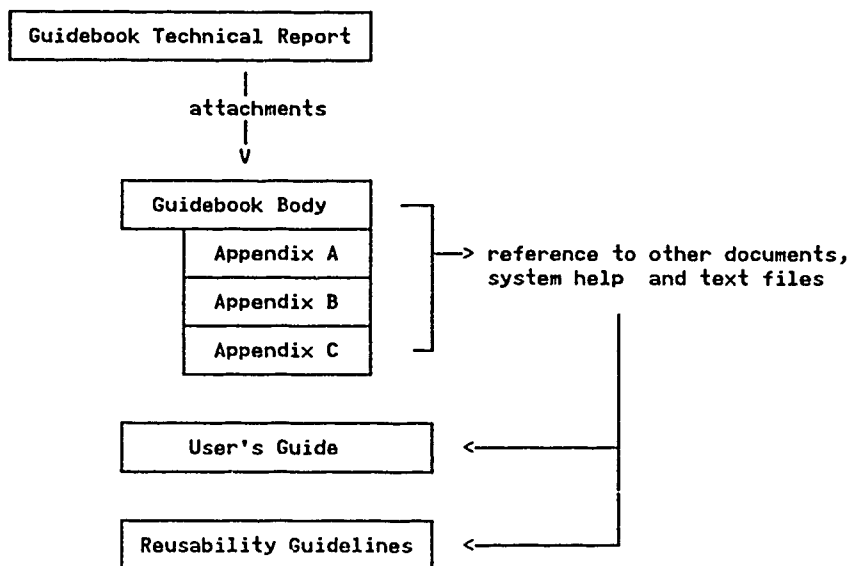 Guidebook Technical Report
attachments
Guidebook Body
Appendix A
Appendix B
Appendix C
reference to other documents,
system help and text files
User's Guide
Reusability Guidelines